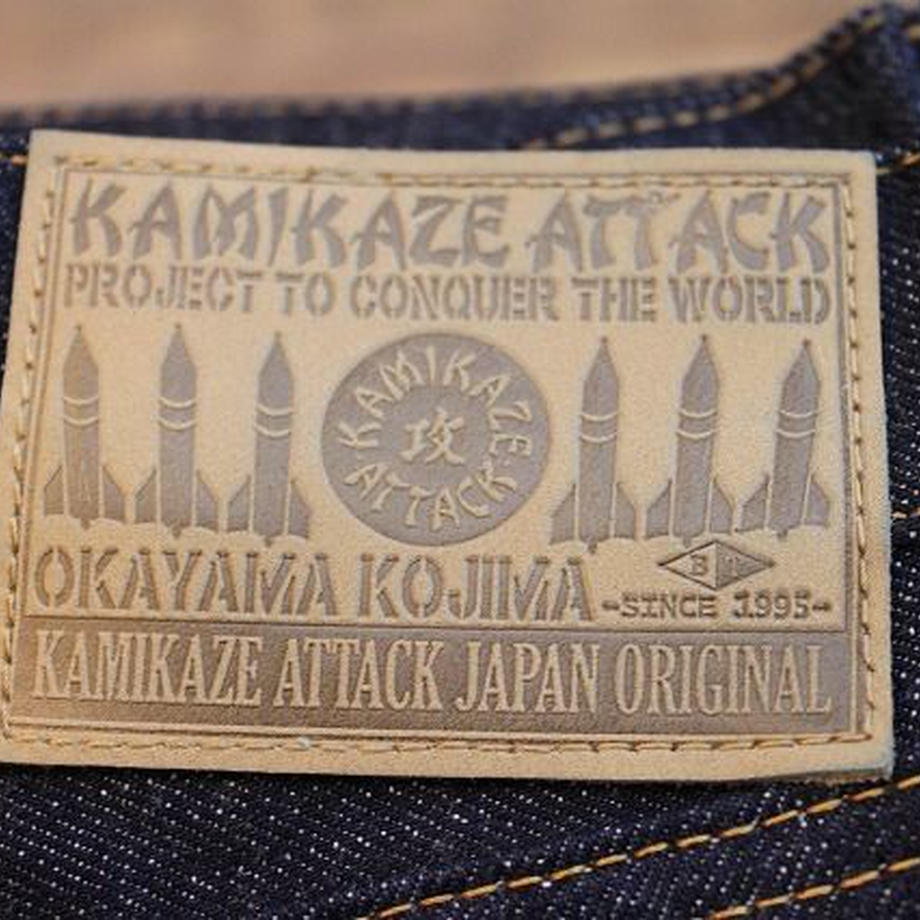 KAMIKAZE ATTACK
PROJECT TO CONQUER THE WORLD
KAMIKAZE
攻
ATTACK
OKAYAMA KOJIMA
-SINCE 1995-
KAMIKAZE ATTACK JAPAN ORIGINAL